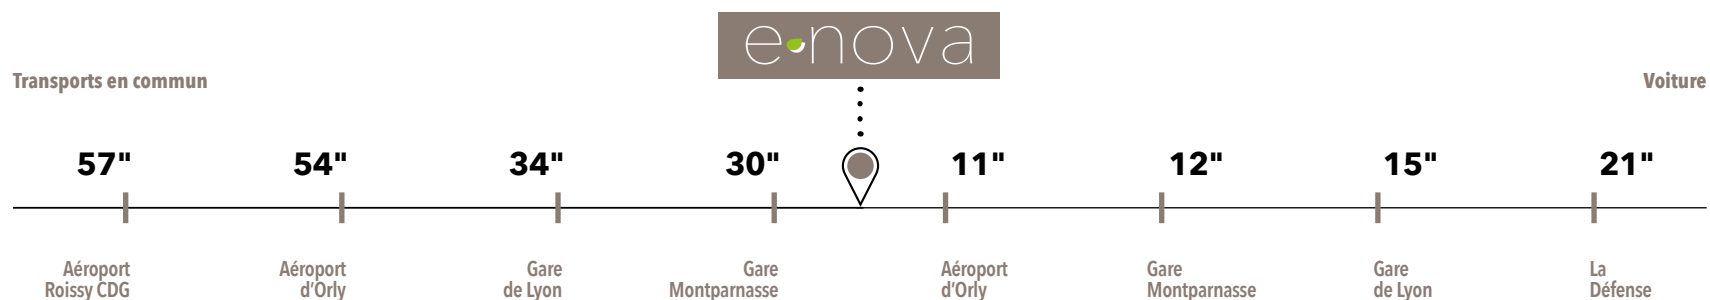 e-nova
Transports en commun
Voiture
57"
54"
34"
30"
11"
12"
15"
21"
Aéroport
Roissy CDG
Aéroport
d’Orly
Gare
de Lyon
Gare
Montparnasse
Aéroport
d’Orly
Gare
Montparnasse
Gare
de Lyon
La
Défense